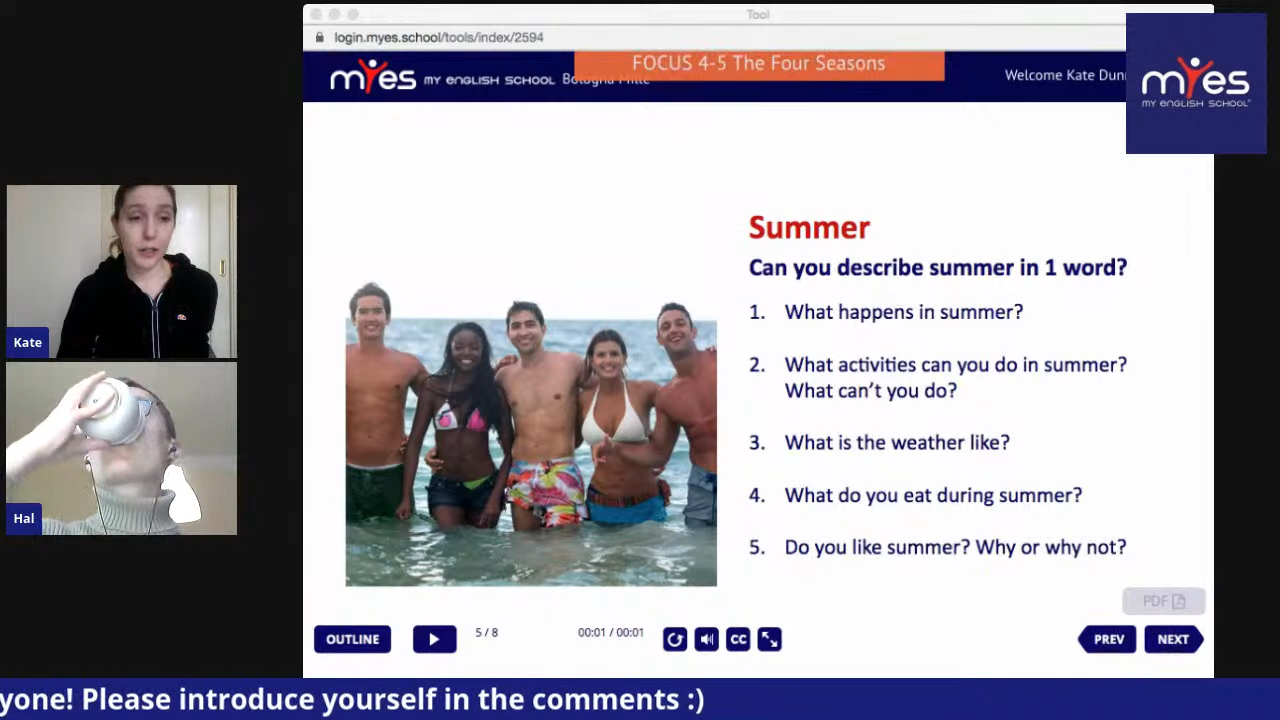 Tool
login.myes.school/tools/index/2594
FOCUS 4-5 The Four Seasons
myes MY ENGLISH SCHOOL Bologna Mille
Welcome Kate Dun
myes
MY ENGLISH SCHOOL
Summer
Can you describe summer in 1 word?
1. What happens in summer?
2. What activities can you do in summer?
What can't you do?
3. What is the weather like?
4. What do you eat during summer?
5. Do you like summer? Why or why not?
Kate
Hal
PDF
OUTLINE
5 / 8
00:01 / 00:01
CC
PREV
NEXT
yone! Please introduce yourself in the comments :)